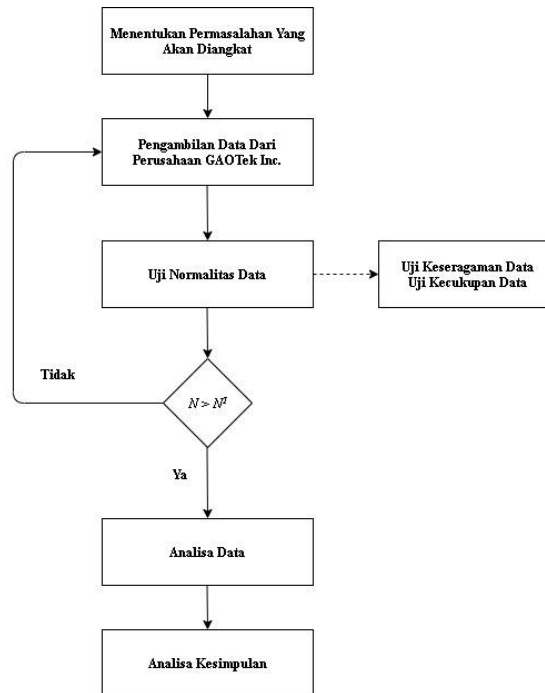 Menentukan Permasalahan Yang
Akan Diangkat
Pengambilan Data Dari
Perusahaan GAOTek Inc.
Uji Normalitas Data
Uji Keseragaman Data
Uji Kecukupan Data
Tidak
N > N¹
Ya
Analisa Data
Analisa Kesimpulan